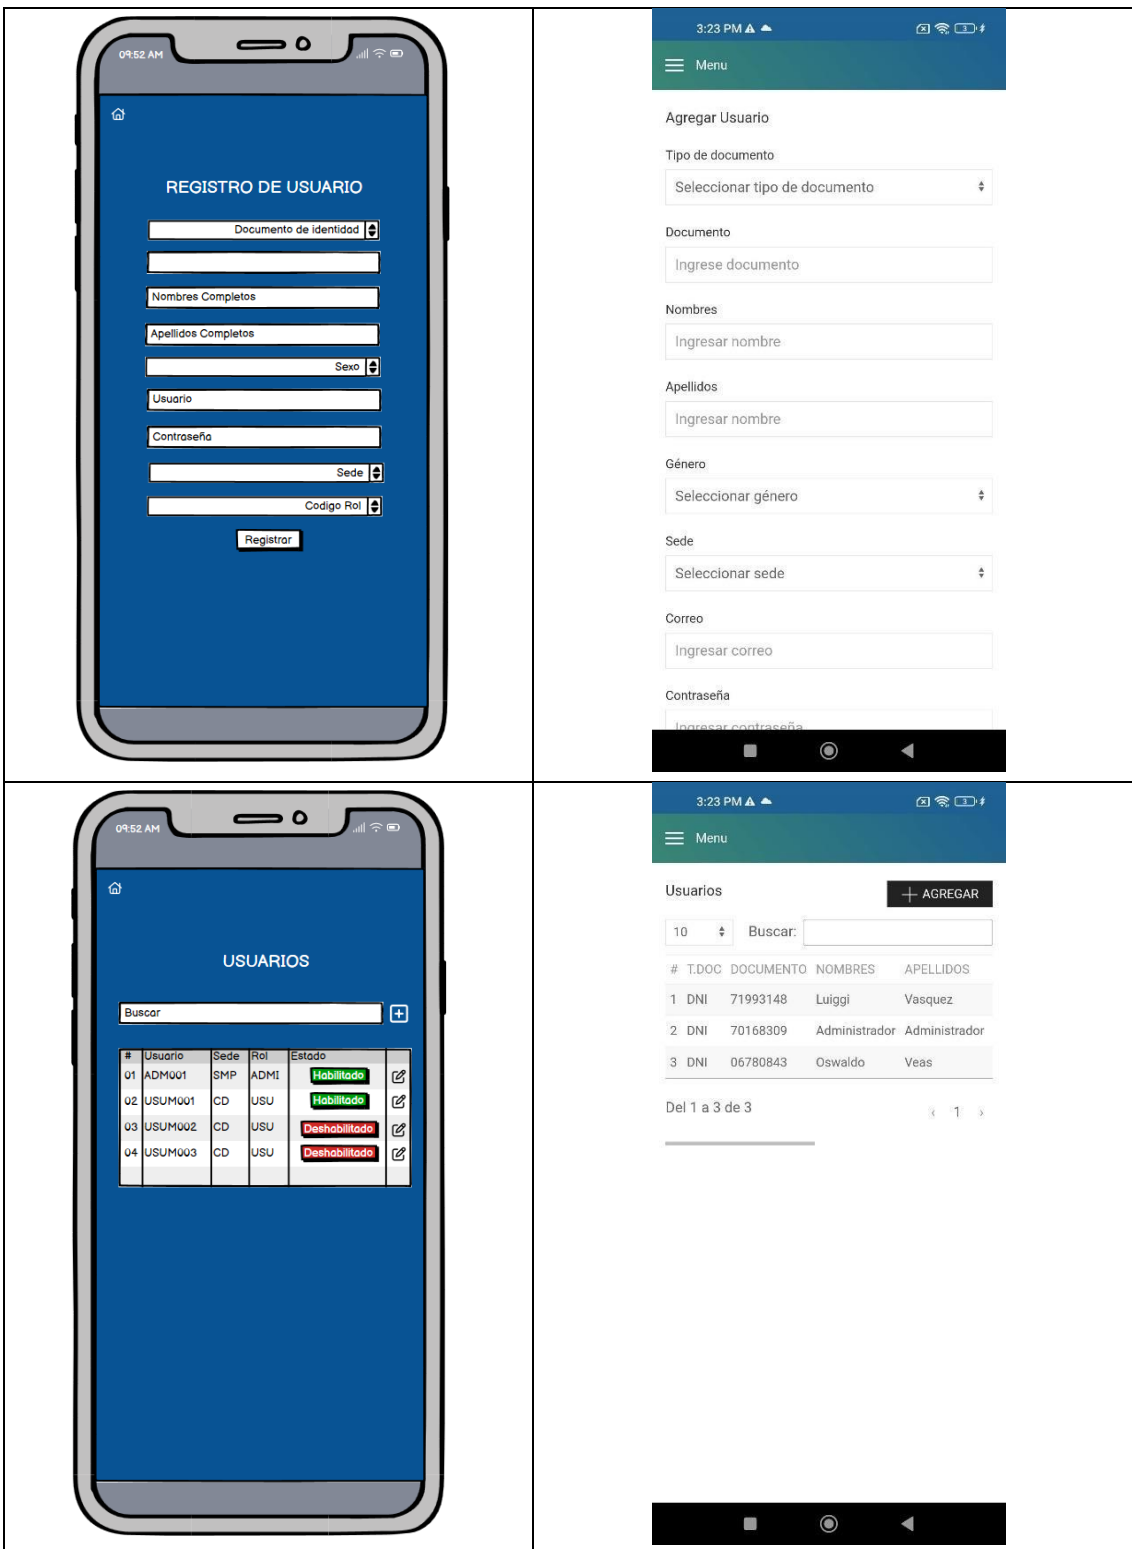 09:52 AM
REGISTRO DE USUARIO
Documento de identidad
Nombres Completos
Apellidos Completos
Sexo
Usuario
Contraseña
Sede
Codigo Rol
Registrar
3:23 PM
3
Menu
Agregar Usuario
Tipo de documento
Seleccionar tipo de documento
Documento
Ingrese documento
Nombres
Ingresar nombre
Apellidos
Ingresar nombre
Género
Seleccionar género
Sede
Seleccionar sede
Correo
Ingresar correo
Contraseña
Ingresar contraseña
09:52 AM
USUARIOS
Buscar
# Usuario Sede Rol Estado
01 ADM001 SMP ADMI Habilitado
02 USUM001 CD USU Habilitado
03 USUM002 CD USU Deshabilitado
04 USUM003 CD USU Deshabilitado
3:23 PM
3
Menu
Usuarios
+ AGREGAR
10 Buscar:
# T.DOC DOCUMENTO NOMBRES APELLIDOS
1 DNI 71993148 Luiggi Vasquez
2 DNI 70168309 Administrador Administrador
3 DNI 06780843 Oswaldo Veas
Del 1 a 3 de 3
‹ 1 ›